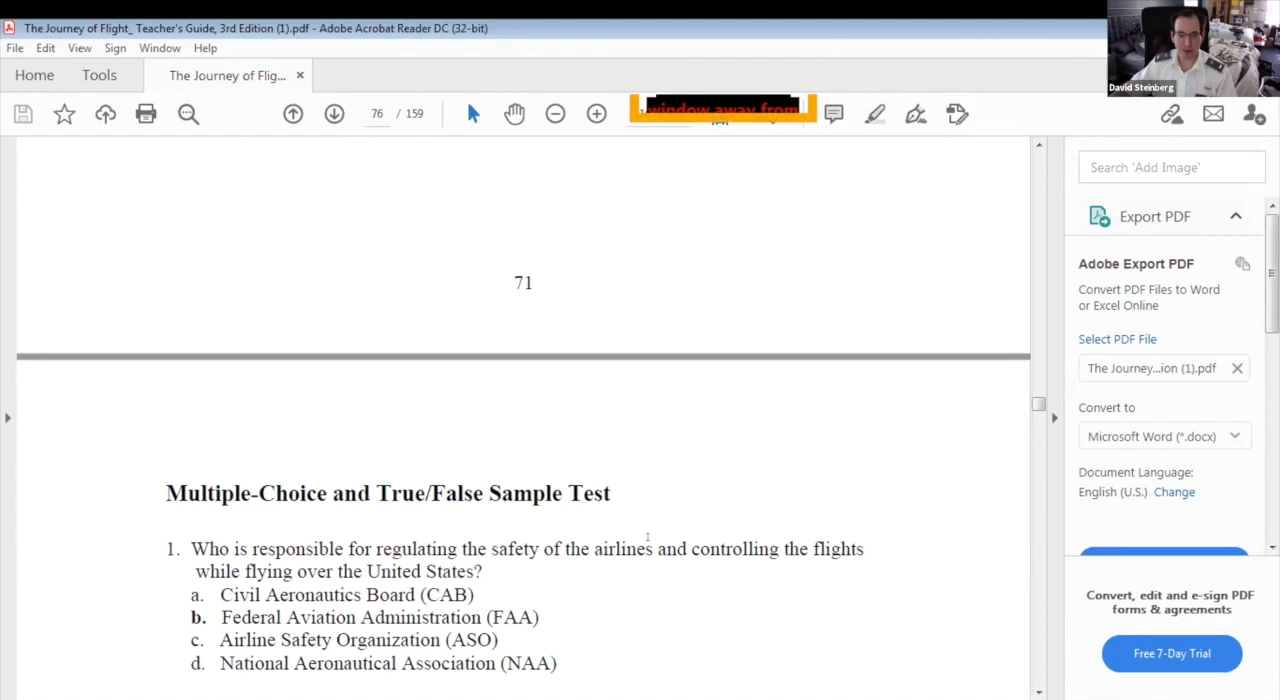 The Journey of Flight_ Teacher's Guide, 3rd Edition (1).pdf - Adobe Acrobat Reader DC (32-bit)
File Edit View Sign Window Help
Home Tools The Journey of Flig... ×
76 / 159
window away from
David Steinberg
Search 'Add Image'
Export PDF
Adobe Export PDF
Convert PDF Files to Word
or Excel Online
Select PDF File
The Journey...ion (1).pdf
Convert to
Microsoft Word (*.docx)
Document Language:
English (U.S.) Change
Convert, edit and e-sign PDF
forms & agreements
Free 7-Day Trial
71
Multiple-Choice and True/False Sample Test
1. Who is responsible for regulating the safety of the airlines and controlling the flights
while flying over the United States?
a. Civil Aeronautics Board (CAB)
b. Federal Aviation Administration (FAA)
c. Airline Safety Organization (ASO)
d. National Aeronautical Association (NAA)